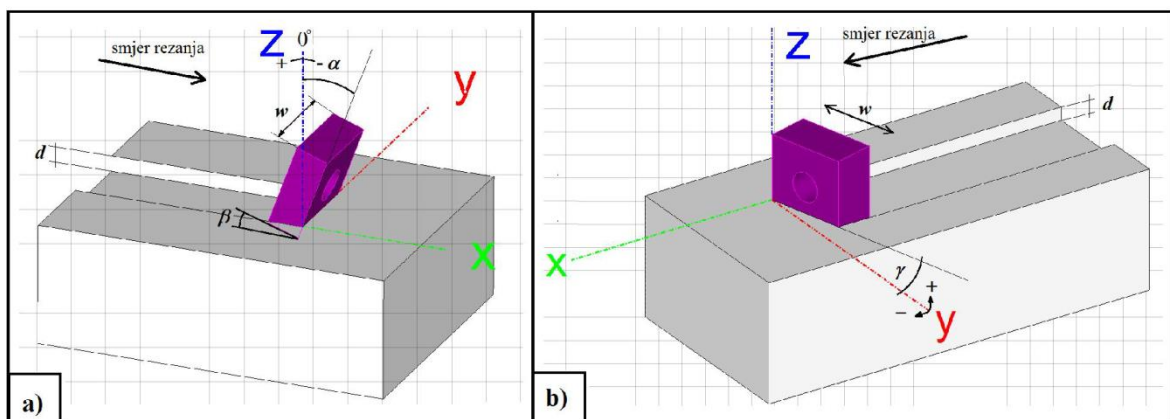 smjer rezanja
z
0°
+
- α
w
y
d
β
x
a)
smjer rezanja
z
w
d
x
γ
+
−
y
b)